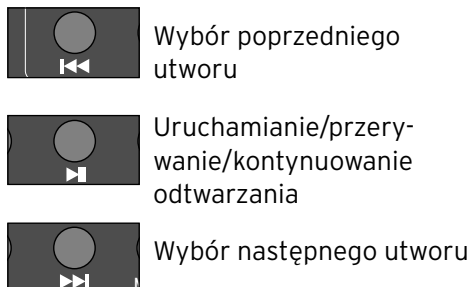 Wybór poprzedniego
utworu
Uruchamianie/przery-
wanie/kontynuowanie
odtwarzania
Wybór następnego utworu